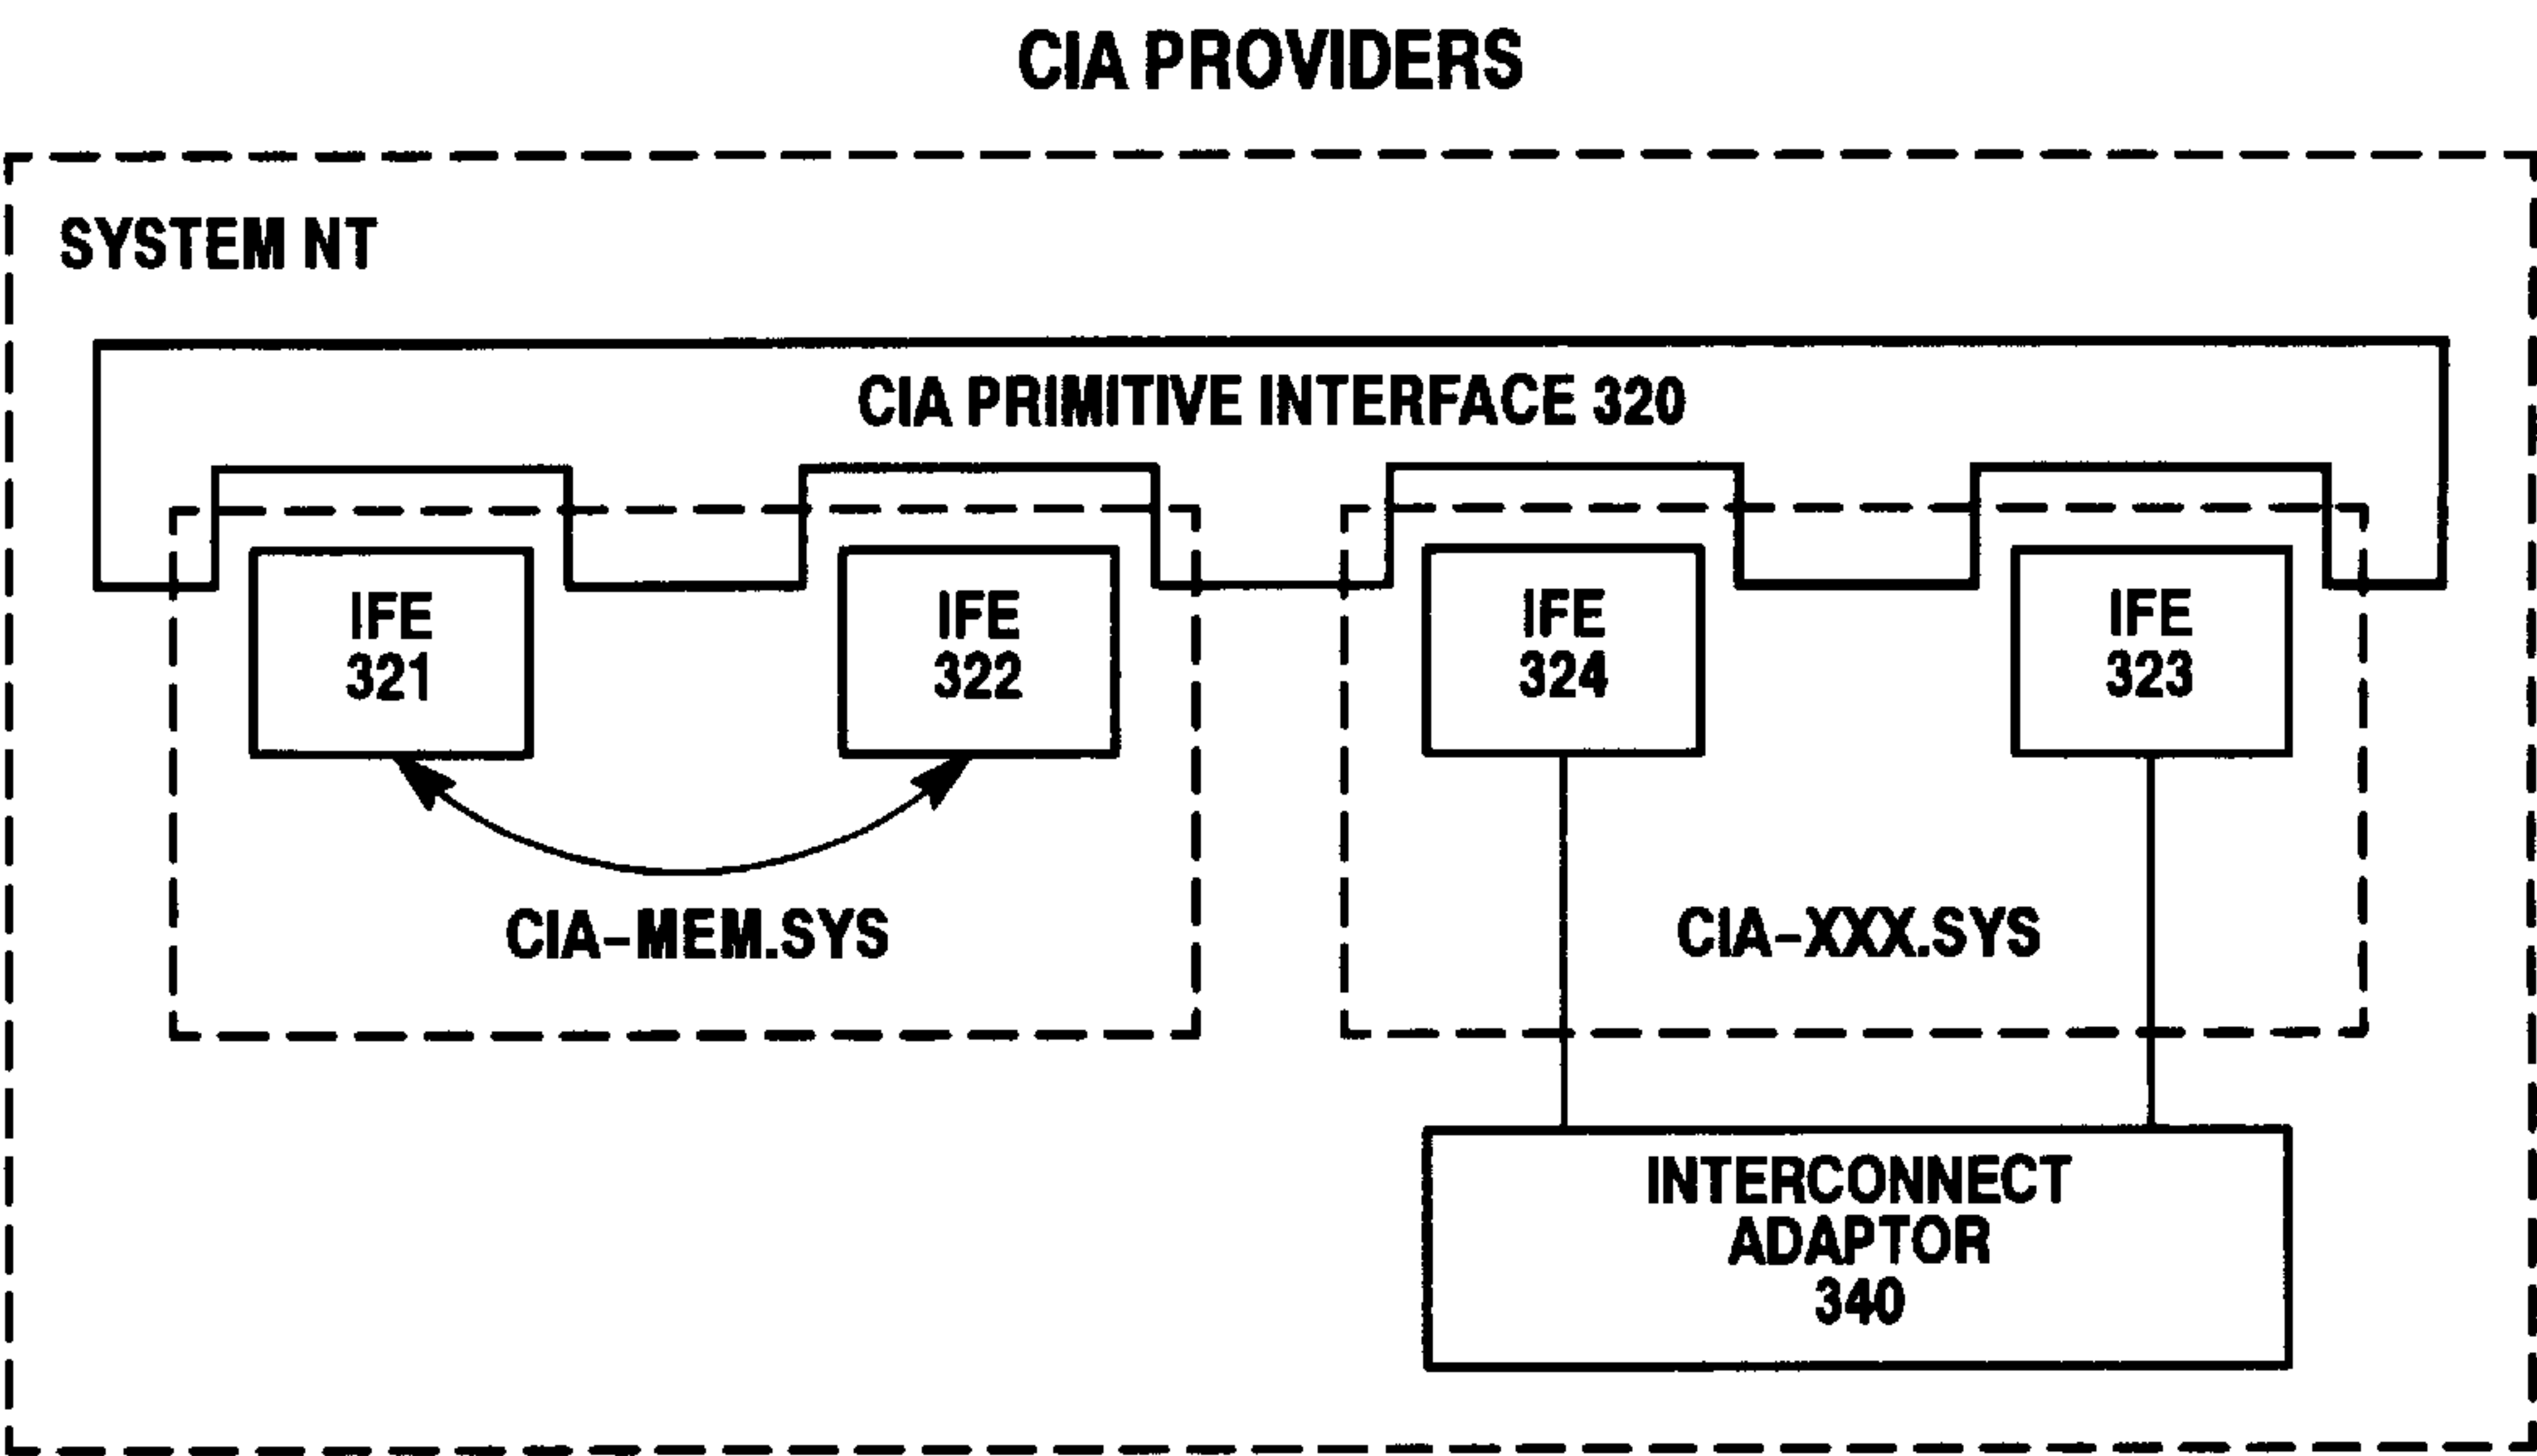 CIA PROVIDERS
SYSTEM NT
CIA PRIMITIVE INTERFACE 320
IFE
321
IFE
322
IFE
324
IFE
323
CIA-MEM.SYS
CIA-XXX.SYS
INTERCONNECT
ADAPTOR
340